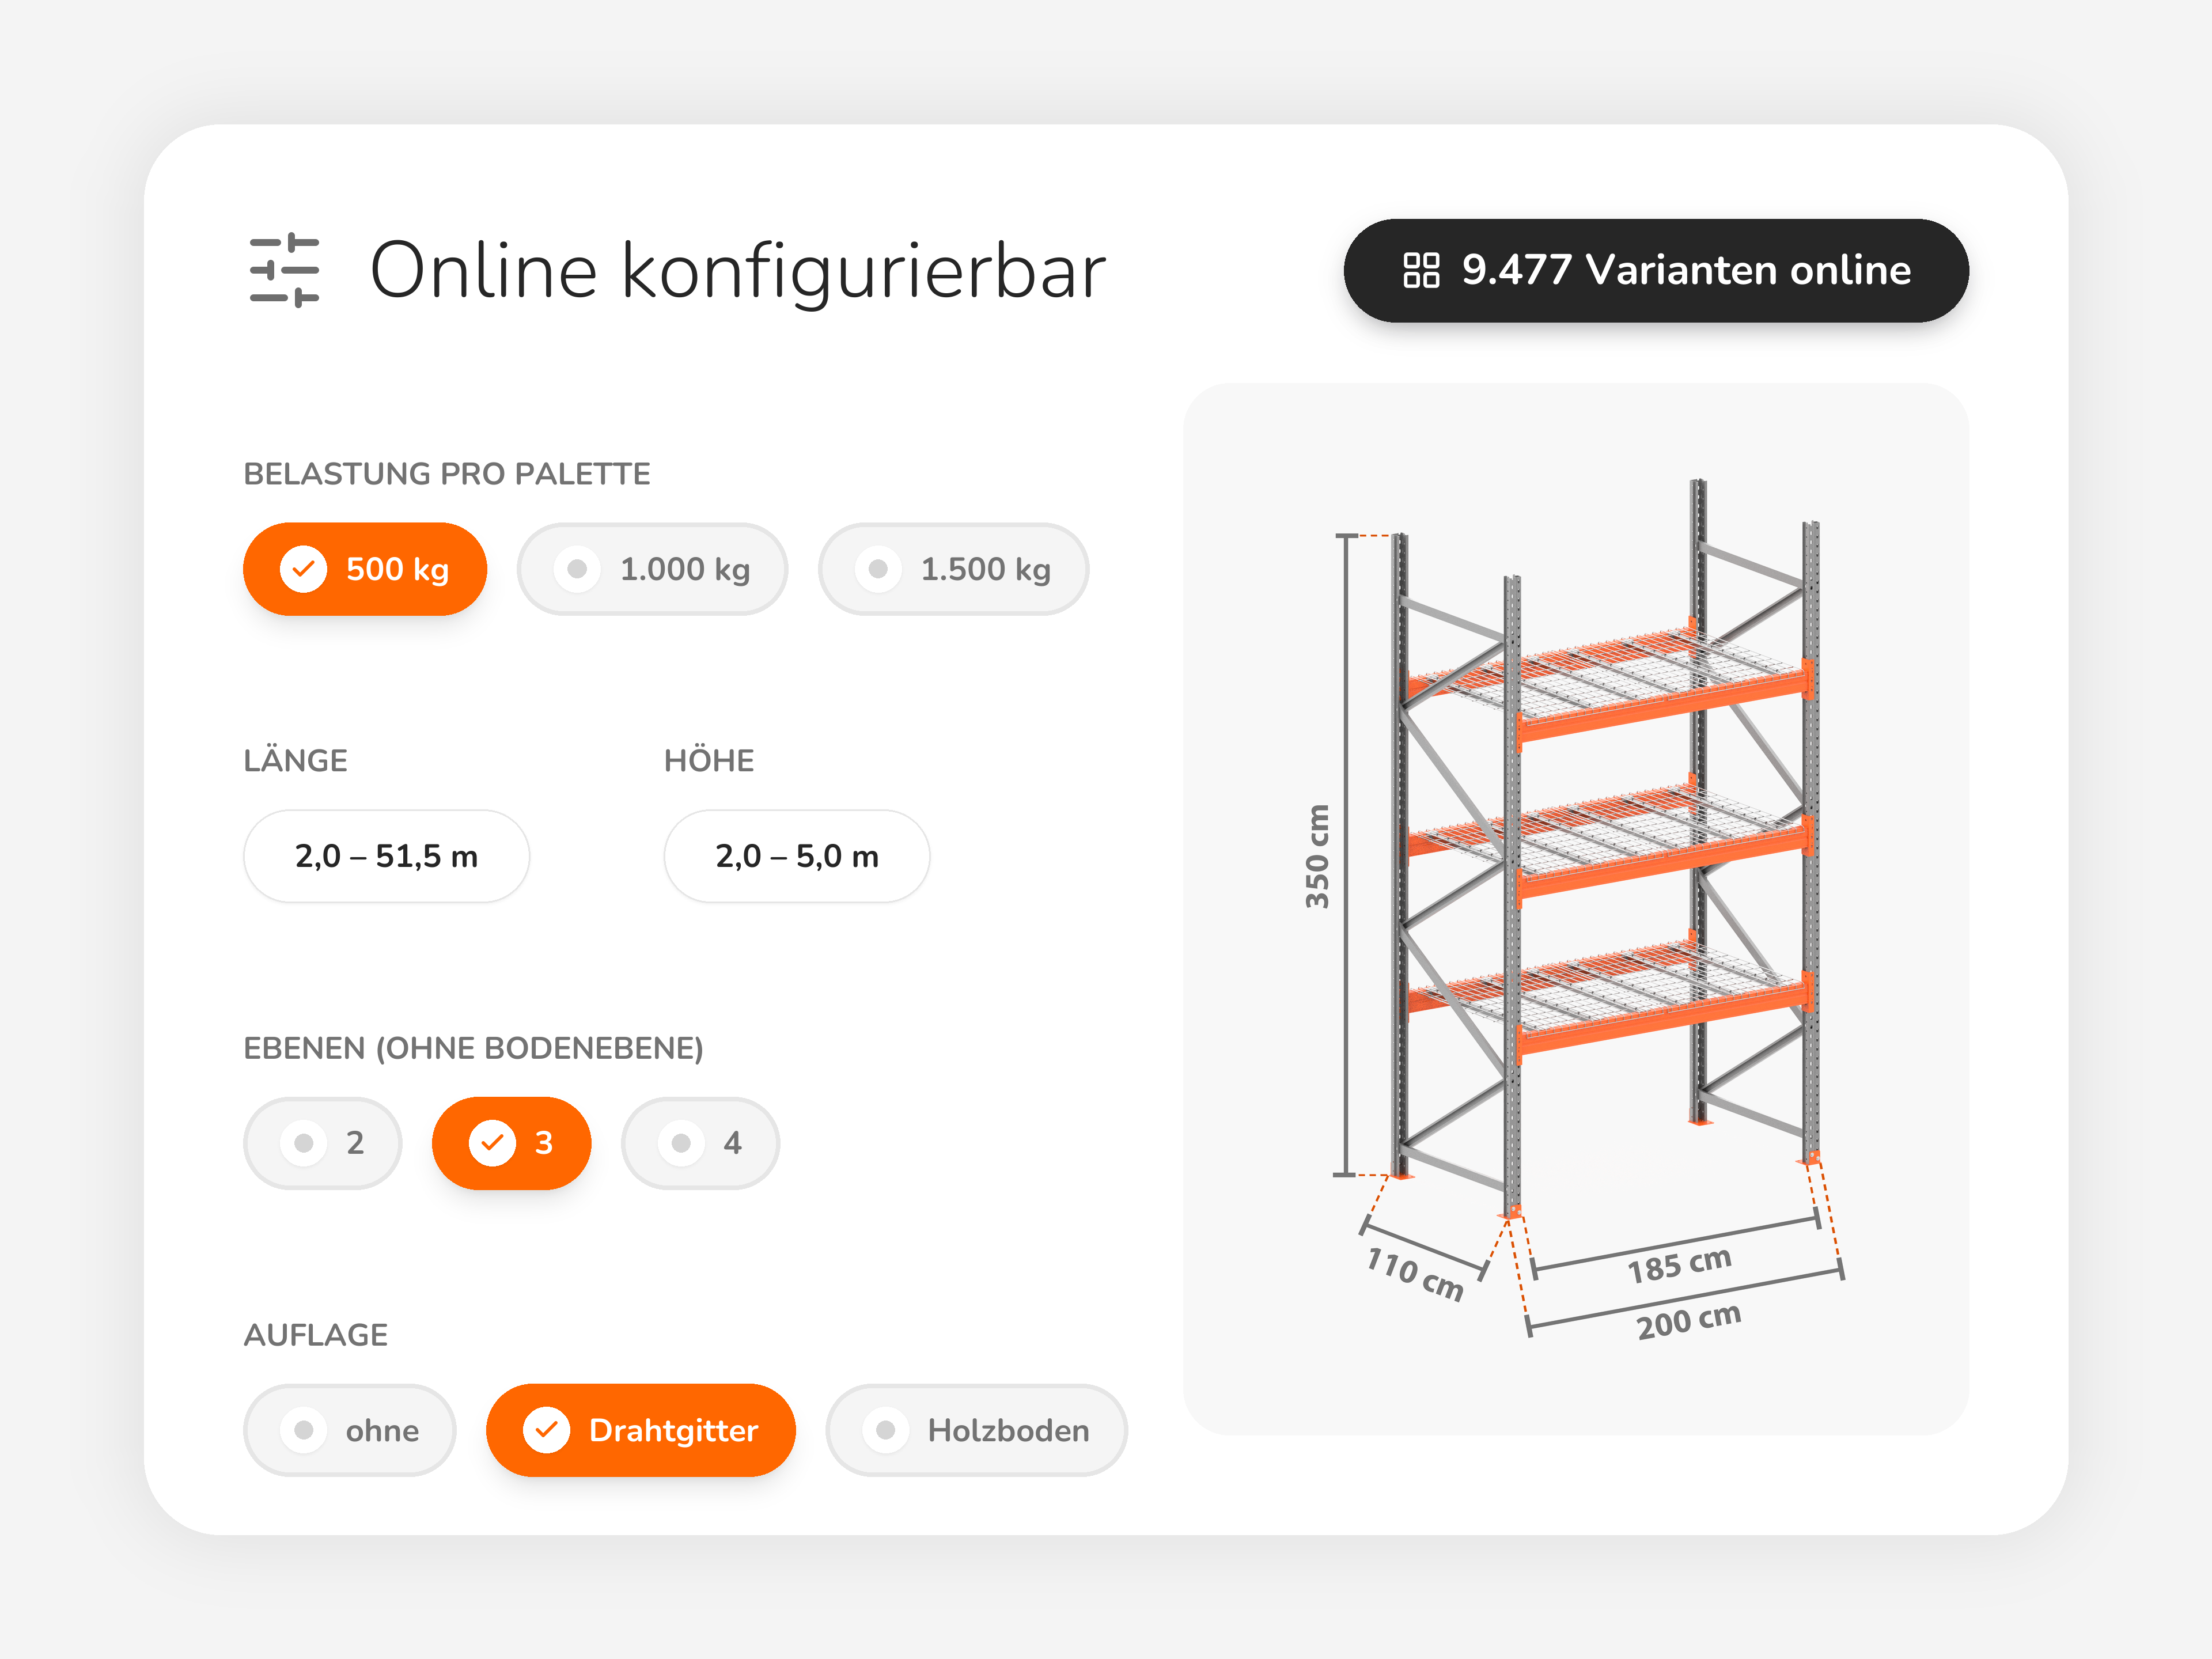 Online konfigurierbar
9.477 Varianten online
BELASTUNG PRO PALETTE
500 kg
1.000 kg
1.500 kg
LÄNGE
HÖHE
2,0 – 51,5 m
2,0 – 5,0 m
EBENEN (OHNE BODENEBENE)
2
3
4
AUFLAGE
ohne
Drahtgitter
Holzboden
350 cm
110 cm
185 cm
200 cm